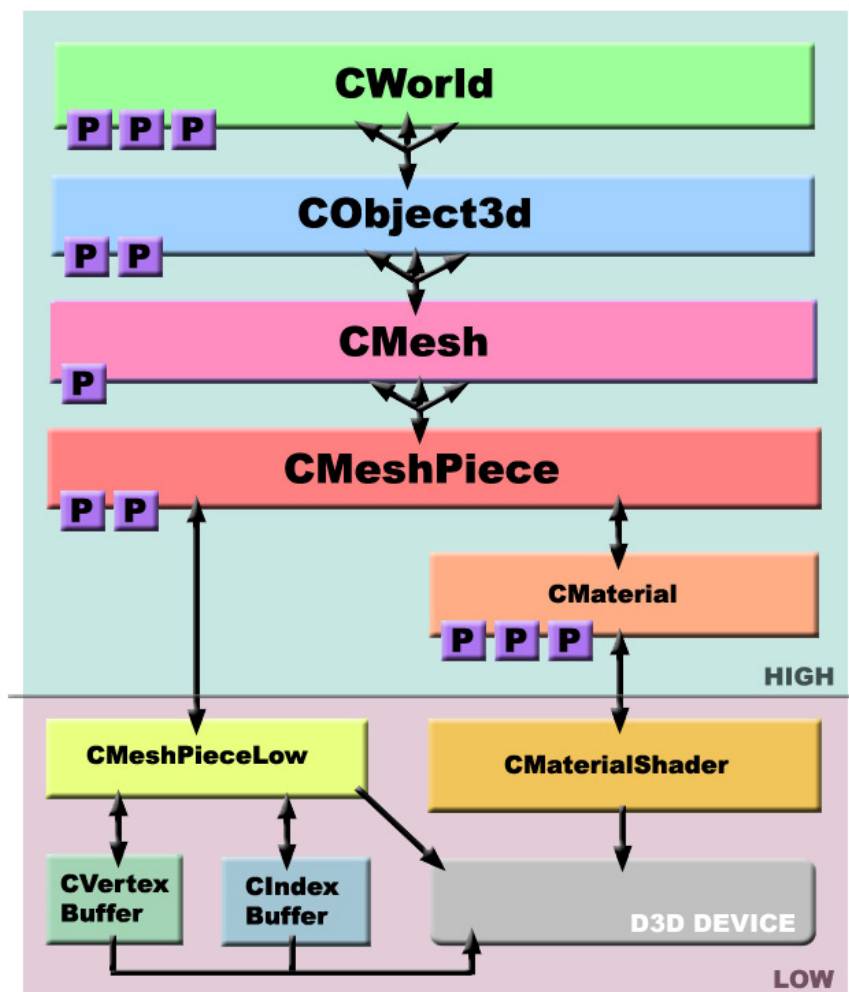 CWorld
P P P
CObject3d
P P
CMesh
P
CMeshPiece
P P
CMaterial
P P P
HIGH
CMeshPieceLow
CMaterialShader
CVertex
Buffer
CIndex
Buffer
D3D DEVICE
LOW